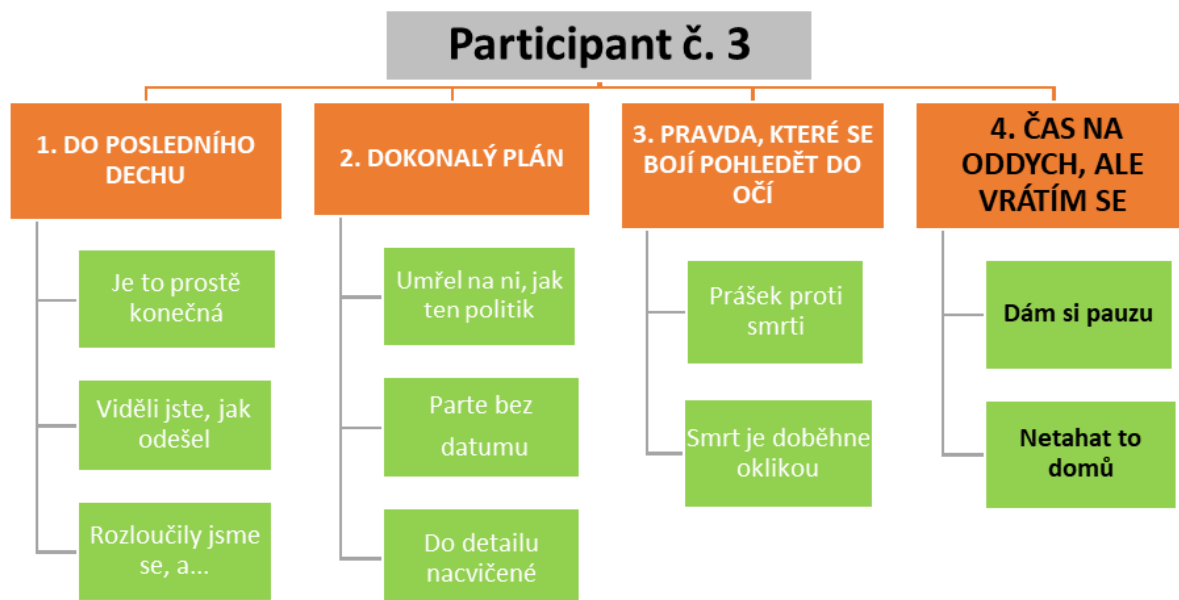 Participant č. 3
1. DO POSLEDNÍHO
DECHU
Je to prostě
konečná
Viděli jste, jak
odešel
Rozloučily jsme
se, a...
2. DOKONALÝ PLÁN
Umřel na ni, jak
ten politik
Parte bez
datumu
Do detailu
nacvičené
3. PRAVDA, KTERÉ SE
BOJÍ POHLEDĚT DO
OČÍ
Prášek proti
smrti
Smrt je doběhne
oklikou
4. ČAS NA
ODDYCH, ALE
VRÁTÍM SE
Dám si pauzu
Netahat to
domů